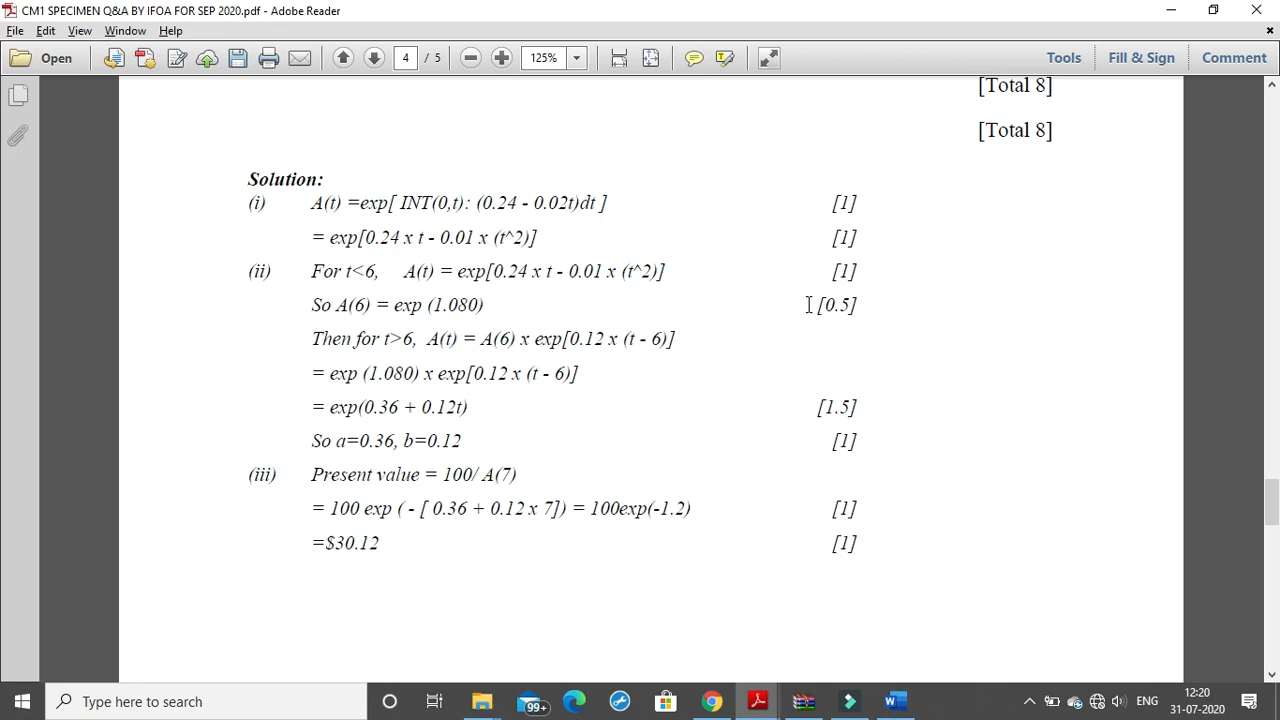 CM1 SPECIMEN Q&A BY IFOA FOR SEP 2020.pdf - Adobe Reader
File Edit View Window Help
Open 4 / 5 125% Tools Fill & Sign Comment
[Total 8]
[Total 8]
Solution:
(i) A(t) =exp[ INT(0,t): (0.24 - 0.02t)dt ] [1]
= exp[0.24 x t - 0.01 x (t^2)] [1]
(ii) For t<6, A(t) = exp[0.24 x t - 0.01 x (t^2)] [1]
So A(6) = exp (1.080) [0.5]
Then for t>6, A(t) = A(6) x exp[0.12 x (t - 6)]
= exp (1.080) x exp[0.12 x (t - 6)]
= exp(0.36 + 0.12t) [1.5]
So a=0.36, b=0.12 [1]
(iii) Present value = 100/ A(7)
= 100 exp ( - [ 0.36 + 0.12 x 7]) = 100exp(-1.2) [1]
=$30.12 [1]
Type here to search 99+ ENG 12:20
31-07-2020